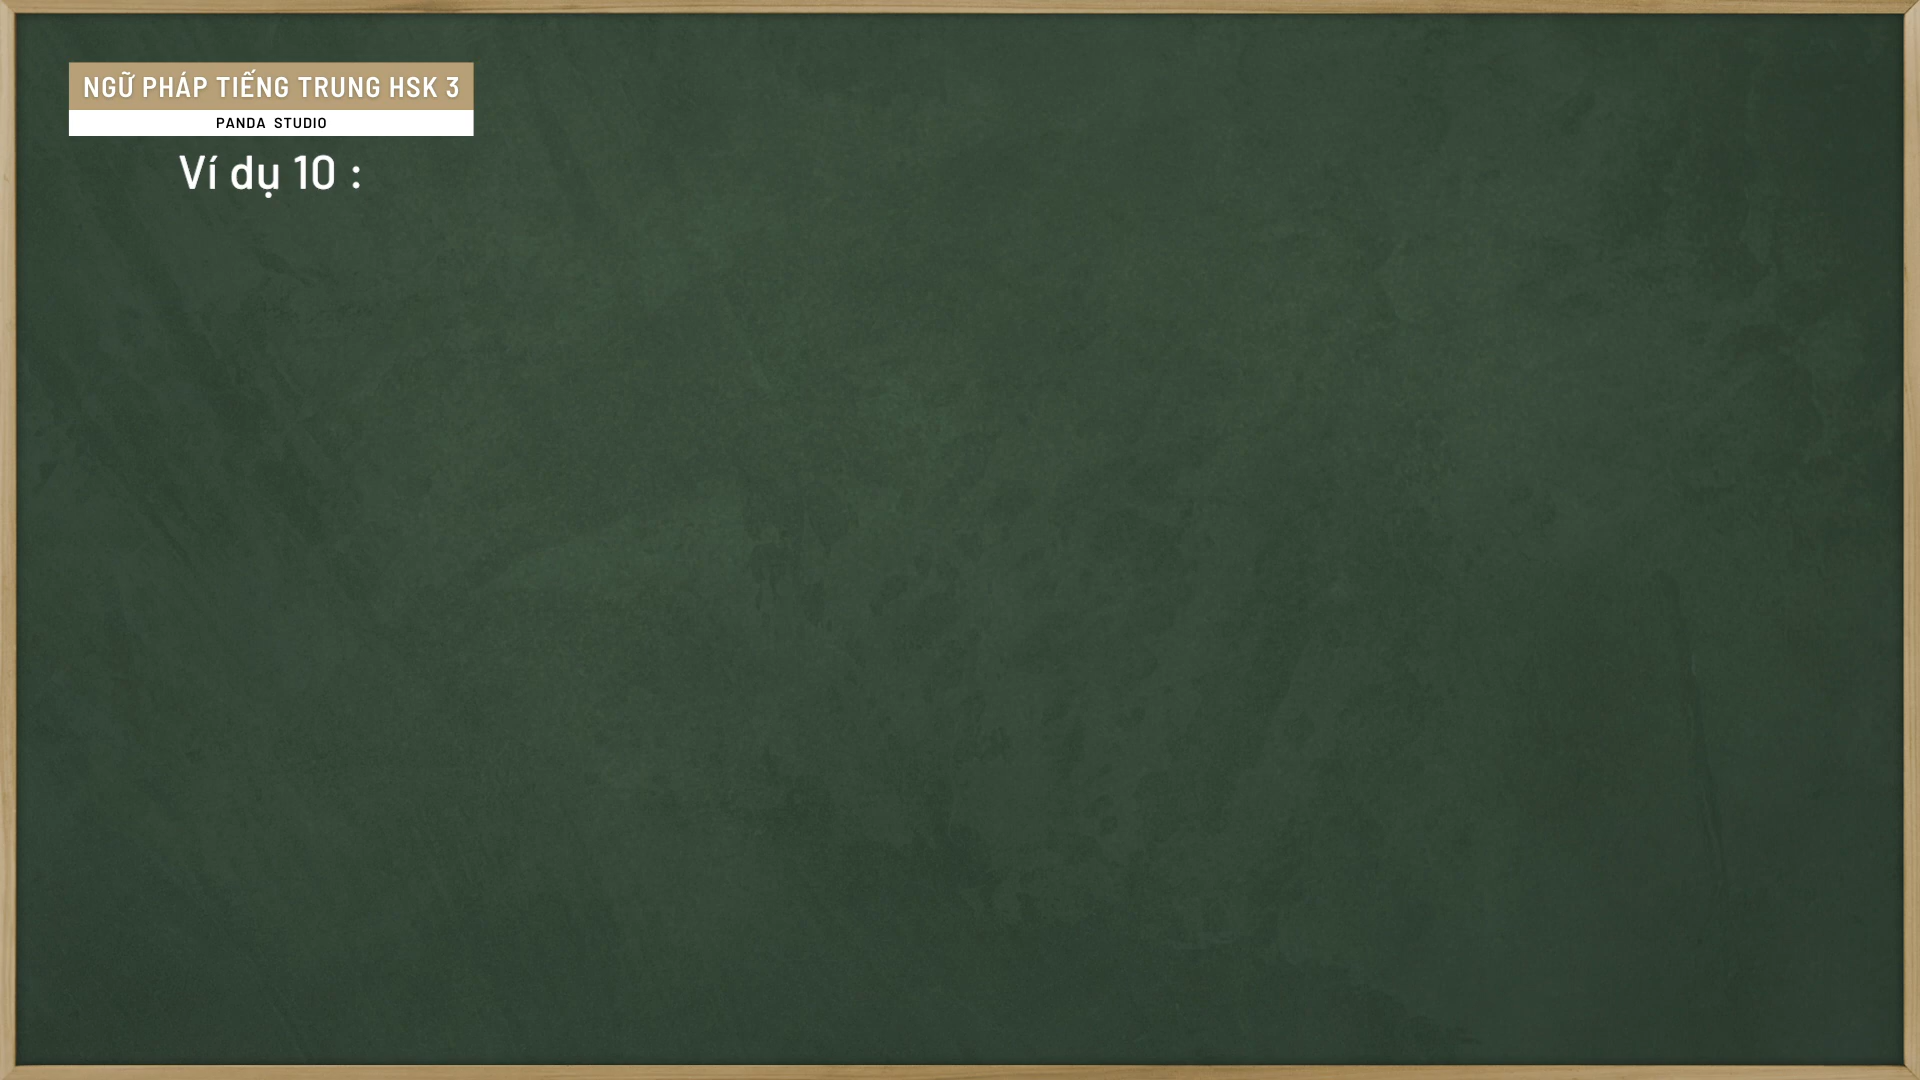 NGỮ PHÁP TIẾNG TRUNG HSK 3
PANDA STUDIO
Ví dụ 10 :